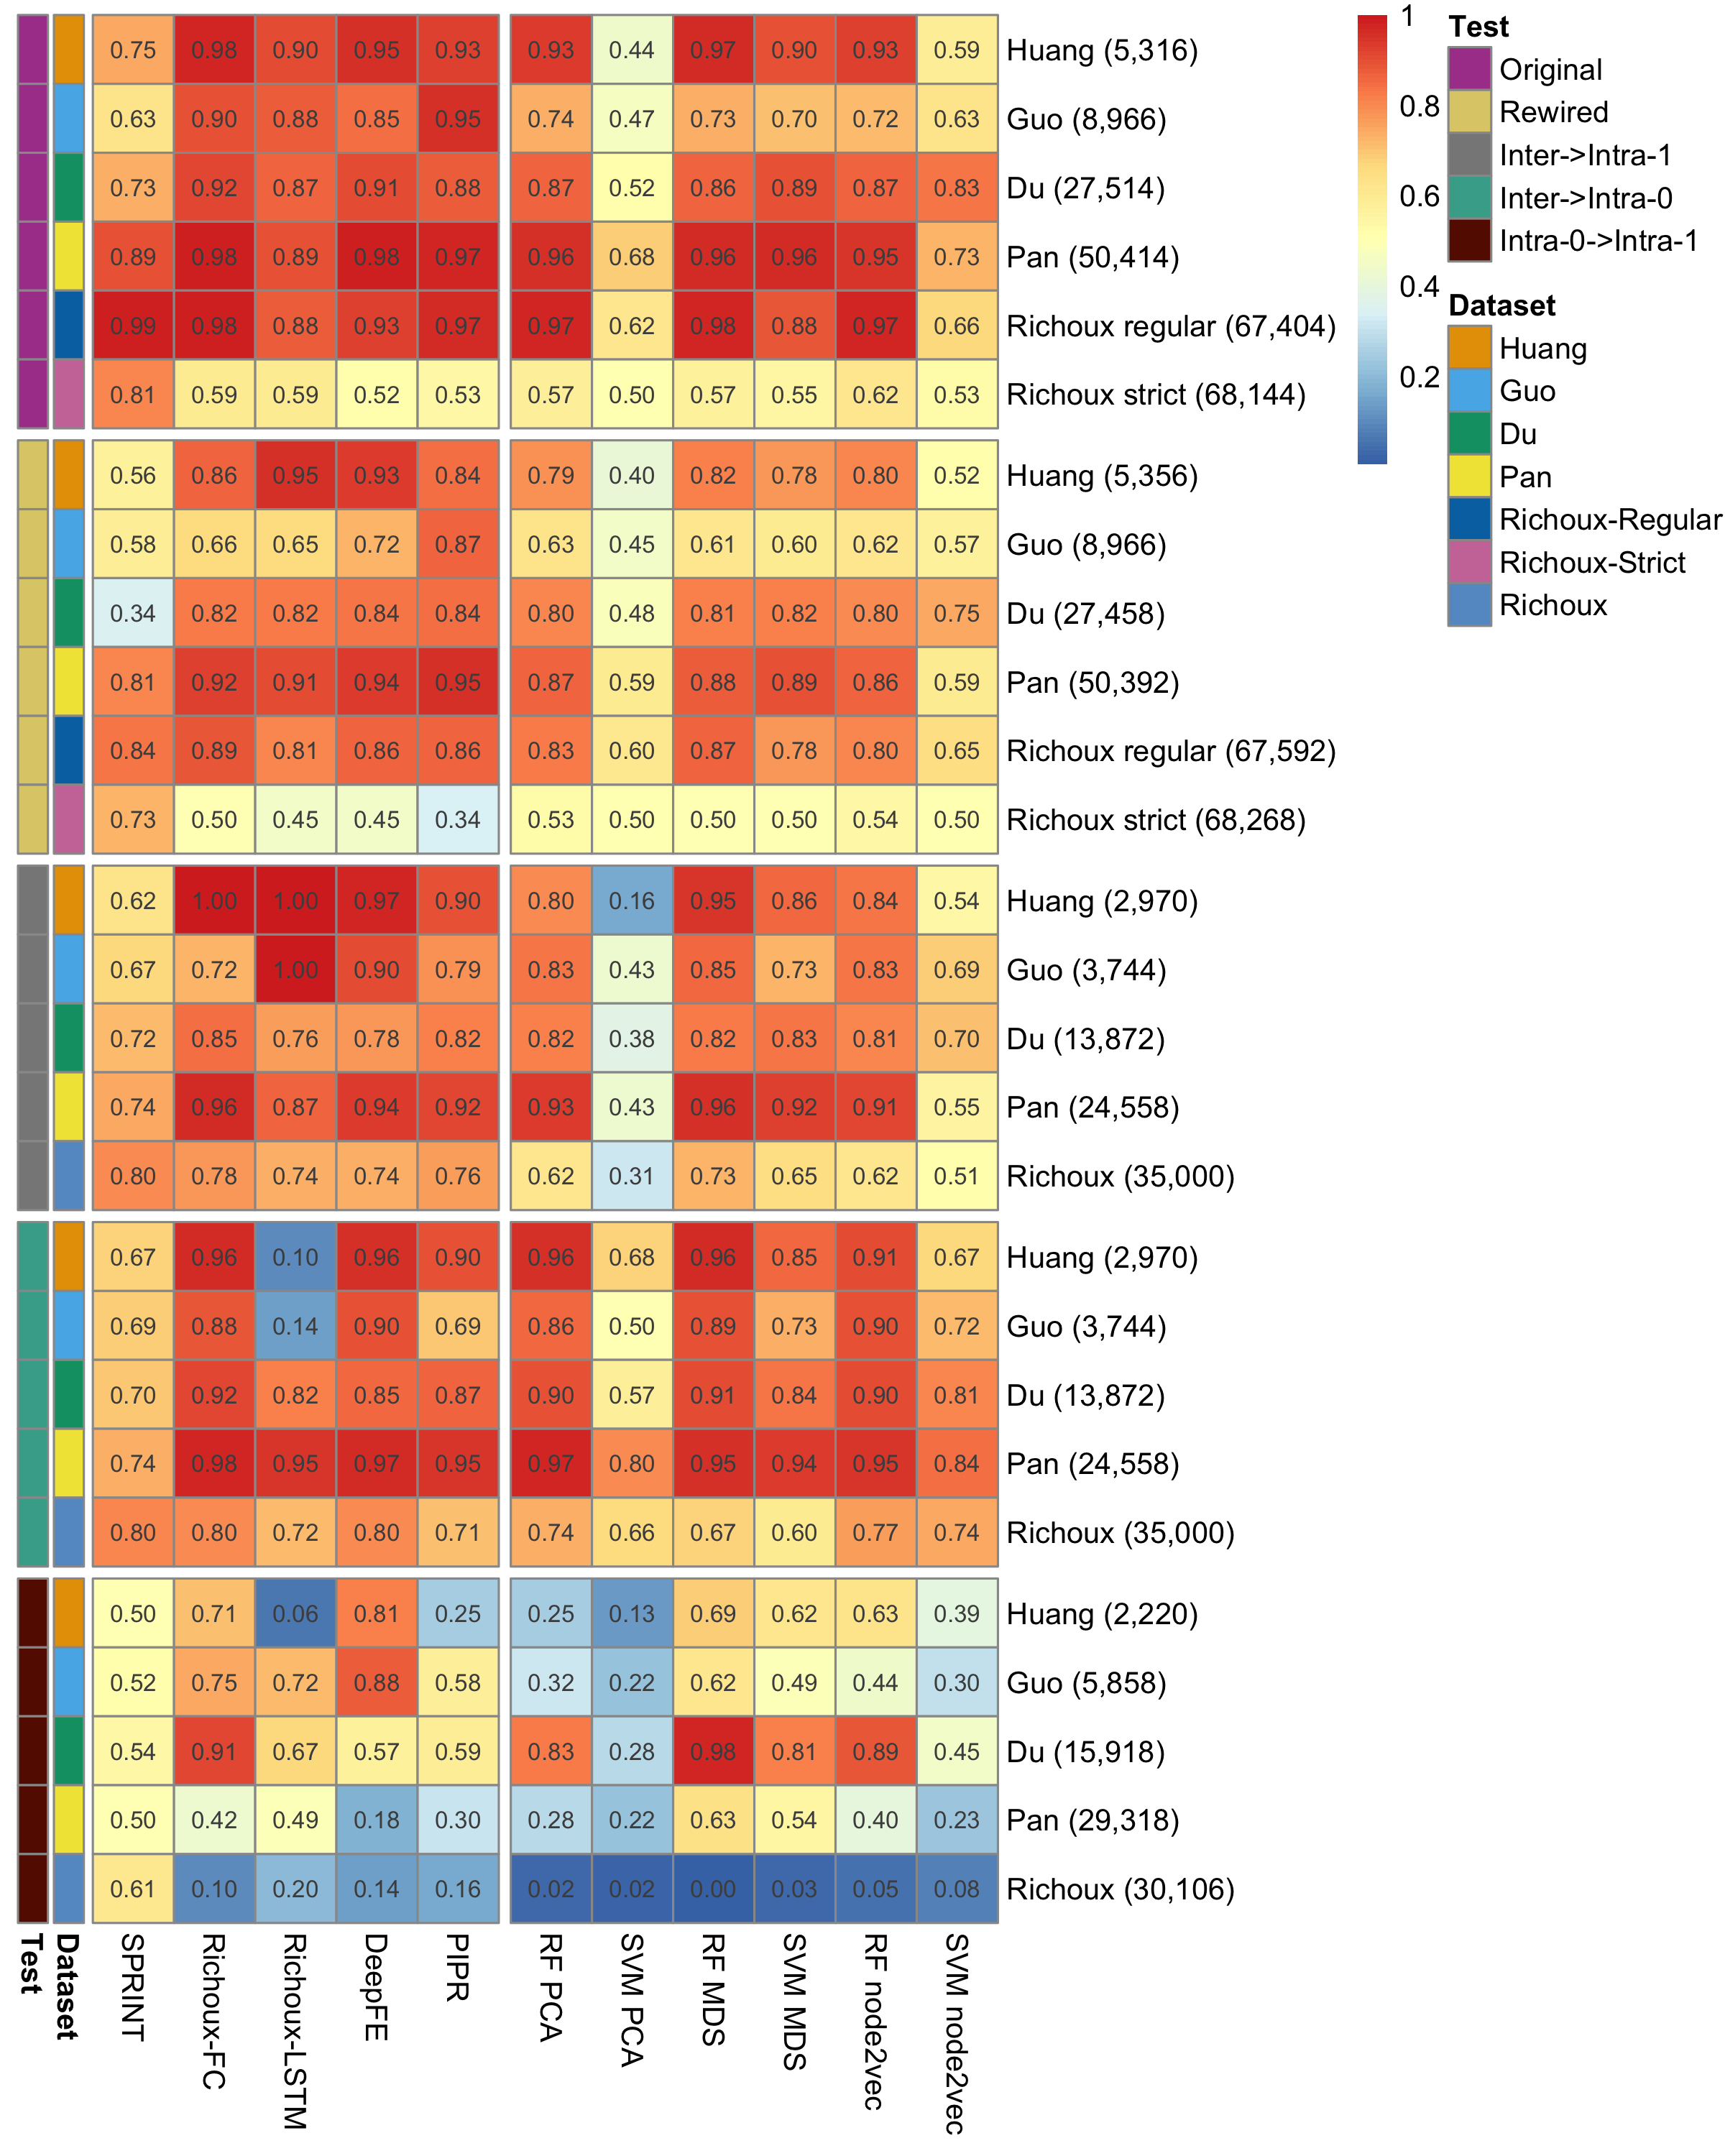 0.75 0.98 0.90 0.95 0.93 0.93 0.44 0.97 0.90 0.93 0.59 Huang (5,316)
0.63 0.90 0.88 0.85 0.95 0.74 0.47 0.73 0.70 0.72 0.63 Guo (8,966)
0.73 0.92 0.87 0.91 0.88 0.87 0.52 0.86 0.89 0.87 0.83 Du (27,514)
0.89 0.98 0.89 0.98 0.97 0.96 0.68 0.96 0.96 0.95 0.73 Pan (50,414)
0.99 0.98 0.88 0.93 0.97 0.97 0.62 0.98 0.88 0.97 0.66 Richoux regular (67,404)
0.81 0.59 0.59 0.52 0.53 0.57 0.50 0.57 0.55 0.62 0.53 Richoux strict (68,144)
0.56 0.86 0.95 0.93 0.84 0.79 0.40 0.82 0.78 0.80 0.52 Huang (5,356)
0.58 0.66 0.65 0.72 0.87 0.63 0.45 0.61 0.60 0.62 0.57 Guo (8,966)
0.34 0.82 0.82 0.84 0.84 0.80 0.48 0.81 0.82 0.80 0.75 Du (27,458)
0.81 0.92 0.91 0.94 0.95 0.87 0.59 0.88 0.89 0.86 0.59 Pan (50,392)
0.84 0.89 0.81 0.86 0.86 0.83 0.60 0.87 0.78 0.80 0.65 Richoux regular (67,592)
0.73 0.50 0.45 0.45 0.34 0.53 0.50 0.50 0.50 0.54 0.50 Richoux strict (68,268)
0.62 1.00 1.00 0.97 0.90 0.80 0.16 0.95 0.86 0.84 0.54 Huang (2,970)
0.67 0.72 1.00 0.90 0.79 0.83 0.43 0.85 0.73 0.83 0.69 Guo (3,744)
0.72 0.85 0.76 0.78 0.82 0.82 0.38 0.82 0.83 0.81 0.70 Du (13,872)
0.74 0.96 0.87 0.94 0.92 0.93 0.43 0.96 0.92 0.91 0.55 Pan (24,558)
0.80 0.78 0.74 0.74 0.76 0.62 0.31 0.73 0.65 0.62 0.51 Richoux (35,000)
0.67 0.96 0.10 0.96 0.90 0.96 0.68 0.96 0.85 0.91 0.67 Huang (2,970)
0.69 0.88 0.14 0.90 0.69 0.86 0.50 0.89 0.73 0.90 0.72 Guo (3,744)
0.70 0.92 0.82 0.85 0.87 0.90 0.57 0.91 0.84 0.90 0.81 Du (13,872)
0.74 0.98 0.95 0.97 0.95 0.97 0.80 0.95 0.94 0.95 0.84 Pan (24,558)
0.80 0.80 0.72 0.80 0.71 0.74 0.66 0.67 0.60 0.77 0.74 Richoux (35,000)
0.50 0.71 0.06 0.81 0.25 0.25 0.13 0.69 0.62 0.63 0.39 Huang (2,220)
0.52 0.75 0.72 0.88 0.58 0.32 0.22 0.62 0.49 0.44 0.30 Guo (5,858)
0.54 0.91 0.67 0.57 0.59 0.83 0.28 0.98 0.81 0.89 0.45 Du (15,918)
0.50 0.42 0.49 0.18 0.30 0.28 0.22 0.63 0.54 0.40 0.23 Pan (29,318)
0.61 0.10 0.20 0.14 0.16 0.02 0.02 0.00 0.03 0.05 0.08 Richoux (30,106)
Test
Dataset
SPRINT
Richoux-FC
Richoux-LSTM
DeepFE
PIPR
RF PCA
SVM PCA
RF MDS
SVM MDS
RF node2vec
SVM node2vec
1
0.8
0.6
0.4
0.2
Test
Original
Rewired
Inter->Intra-1
Inter->Intra-0
Intra-0->Intra-1
Dataset
Huang
Guo
Du
Pan
Richoux-Regular
Richoux-Strict
Richoux